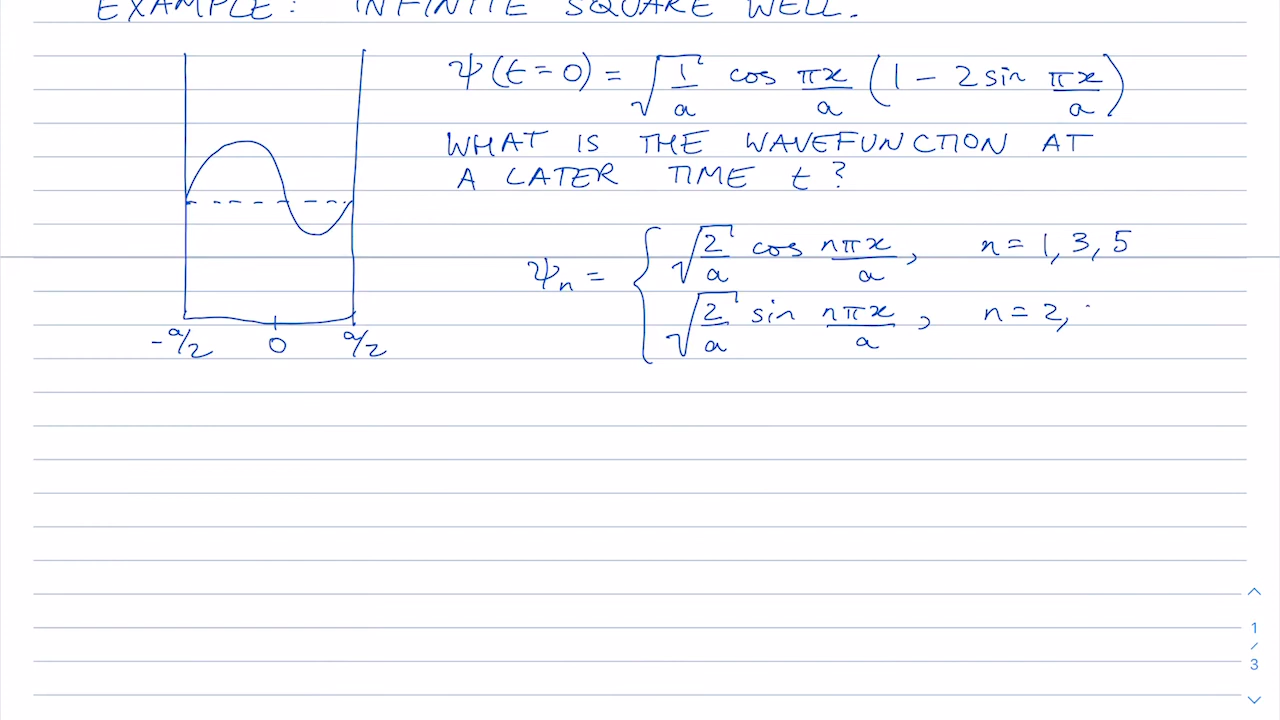 EXAMPLE: INFINITE SQUARE WELL.
ψ(t=0) = √(1/a) cos πx/a (1 - 2 sin πx/a)
WHAT IS THE WAVEFUNCTION AT
A LATER TIME t?
ψn = { √(2/a) cos nπx/a, n = 1, 3, 5
√(2/a) sin nπx/a, n = 2,
-a/2 0 a/2
1
/
3